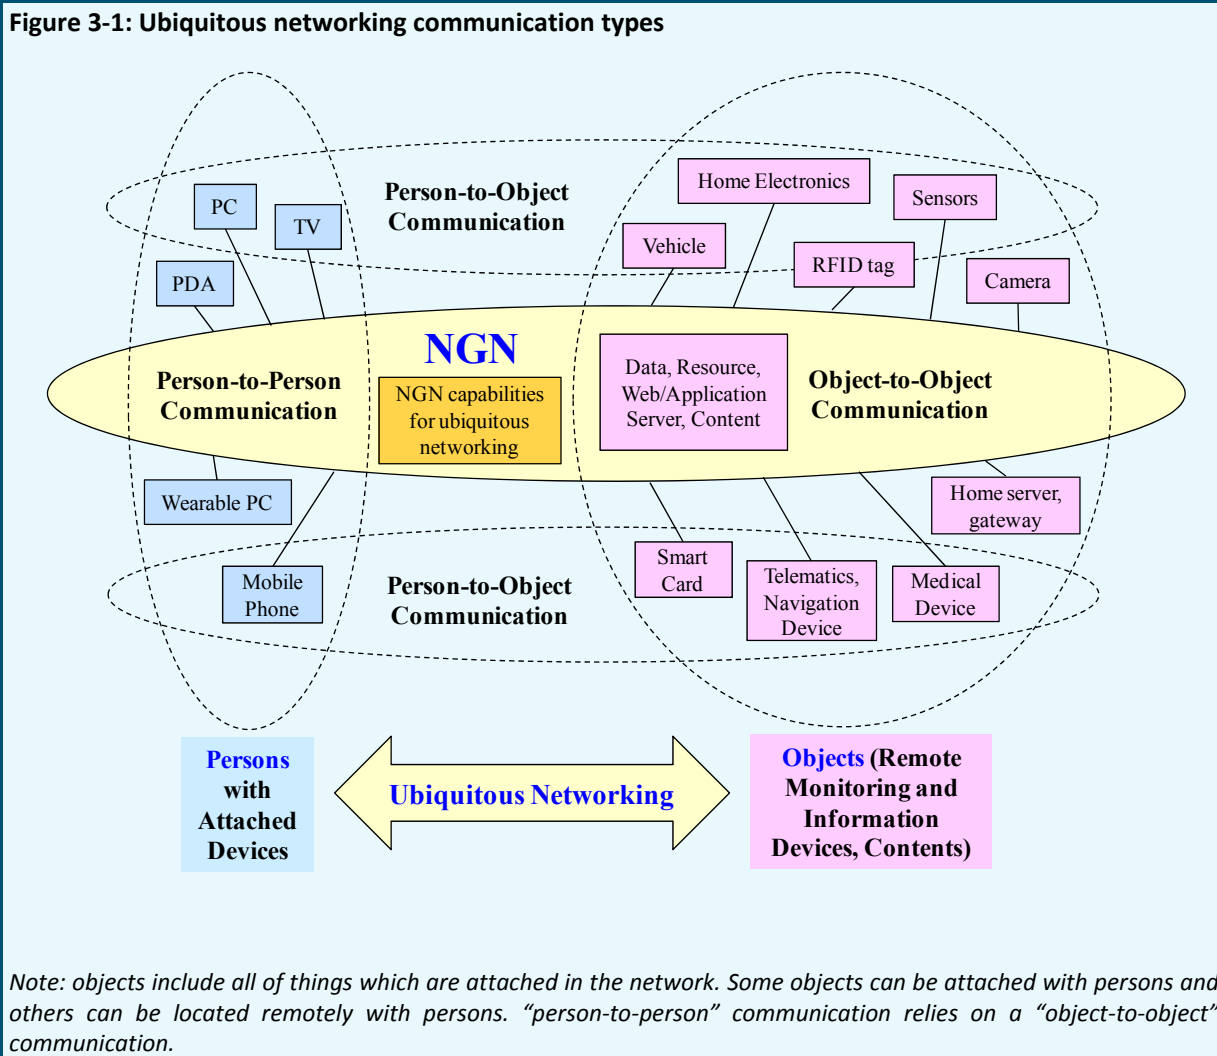 Figure 3-1: Ubiquitous networking communication types
Person-to-Object
Communication
PC
TV
PDA
Home Electronics
Sensors
Vehicle
RFID tag
Camera
NGN
Person-to-Person
Communication
NGN capabilities
for ubiquitous
networking
Data, Resource,
Web/Application
Server, Content
Object-to-Object
Communication
Wearable PC
Mobile
Phone
Person-to-Object
Communication
Smart
Card
Telematics,
Navigation
Device
Medical
Device
Home server,
gateway
Persons
with
Attached
Devices
Ubiquitous Networking
Objects (Remote
Monitoring and
Information
Devices, Contents)
Note: objects include all of things which are attached in the network. Some objects can be attached with persons and
others can be located remotely with persons. “person-to-person” communication relies on a “object-to-object”
communication.